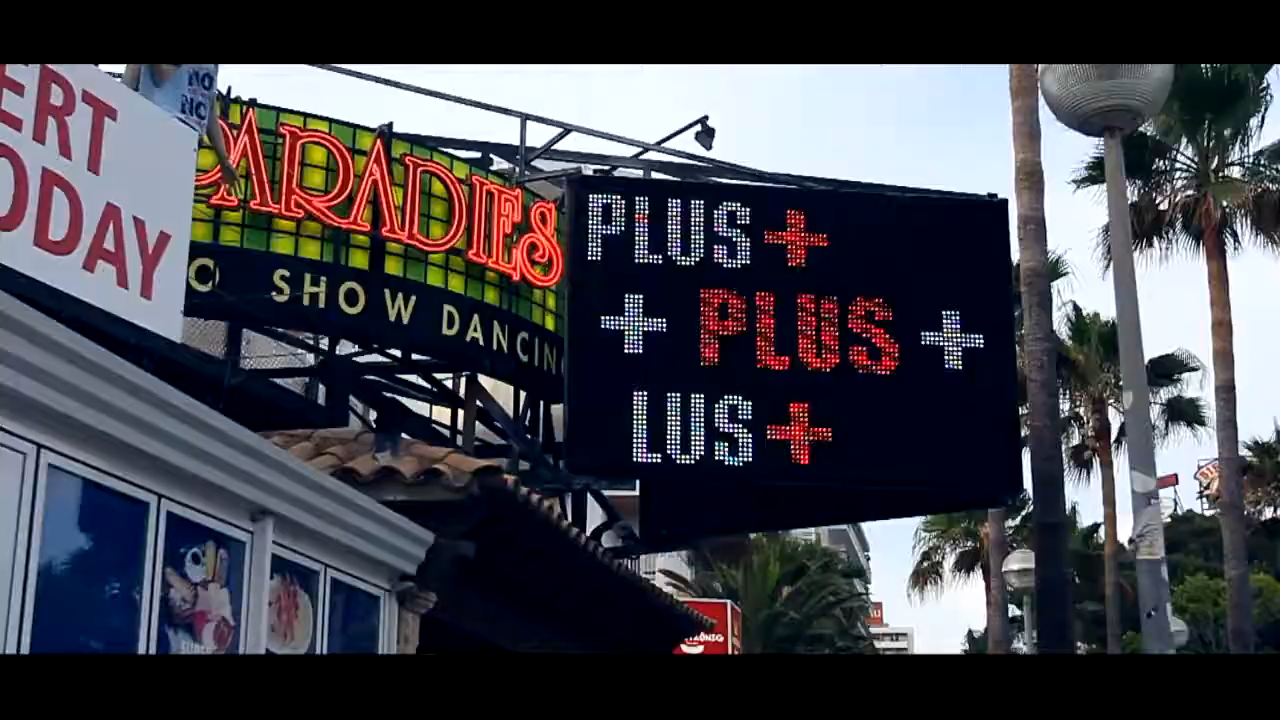 ERT
ODAY
NO
NO
PARADIES
O SHOW DANCIN
PLUS+
+ PLUS +
LUS+